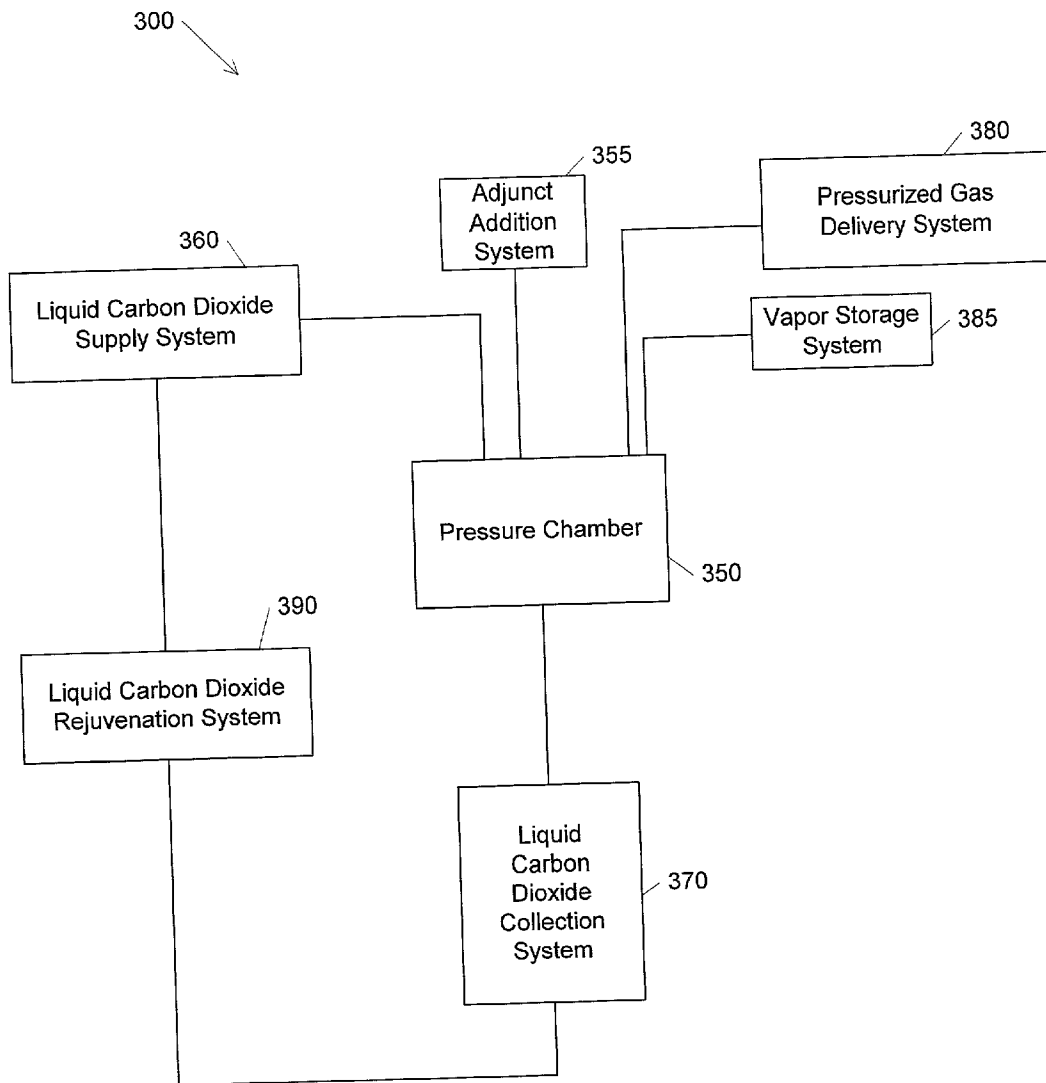 300
380
355
Pressurized Gas
Delivery System
Adjunct
Addition
System
360
Liquid Carbon Dioxide
Supply System
Vapor Storage
System
385
Pressure Chamber
350
390
Liquid Carbon Dioxide
Rejuvenation System
Liquid
Carbon
Dioxide
Collection
System
370